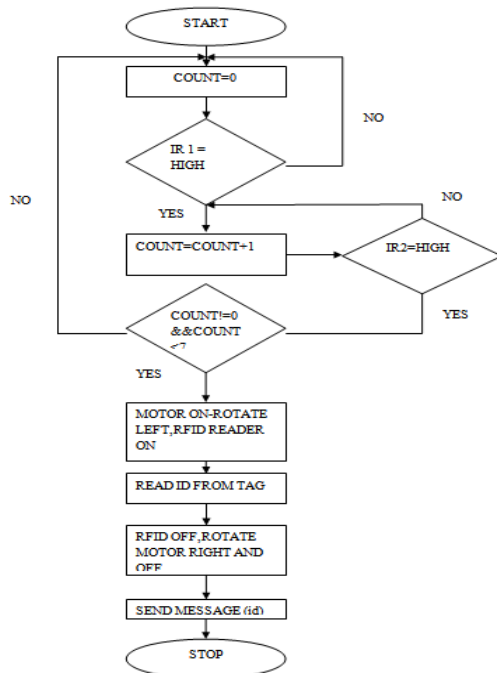 START
COUNT=0
NO
IR 1 =
HIGH
NO
NO
YES
COUNT=COUNT+1
IR2=HIGH
COUNT!=0
&&COUNT
YES
YES
MOTOR ON-ROTATE
LEFT,RFID READER
ON
READ ID FROM TAG
RFID OFF,ROTATE
MOTOR RIGHT AND
OFF
SEND MESSAGE (id)
STOP